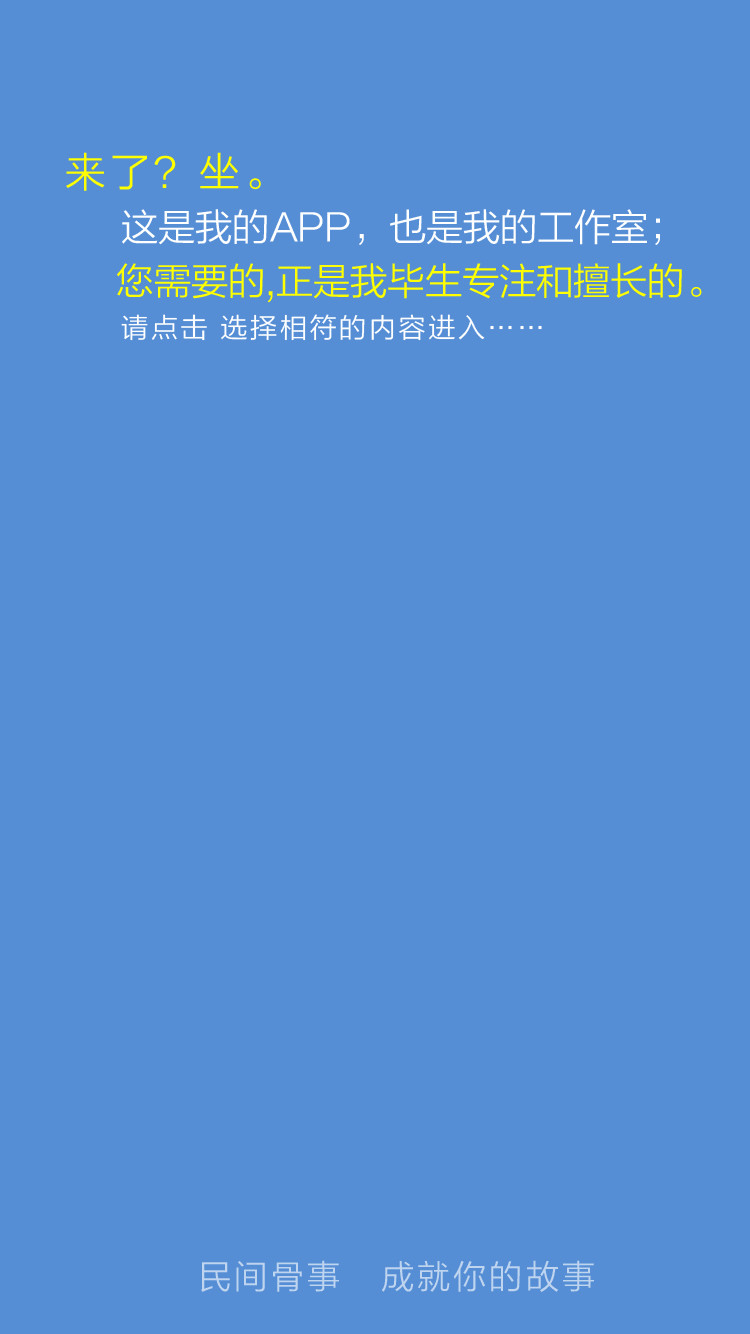 来了？坐。
这是我的APP，也是我的工作室；
您需要的,正是我毕生专注和擅长的。
请点击 选择相符的内容进入……
民间骨事 成就你的故事